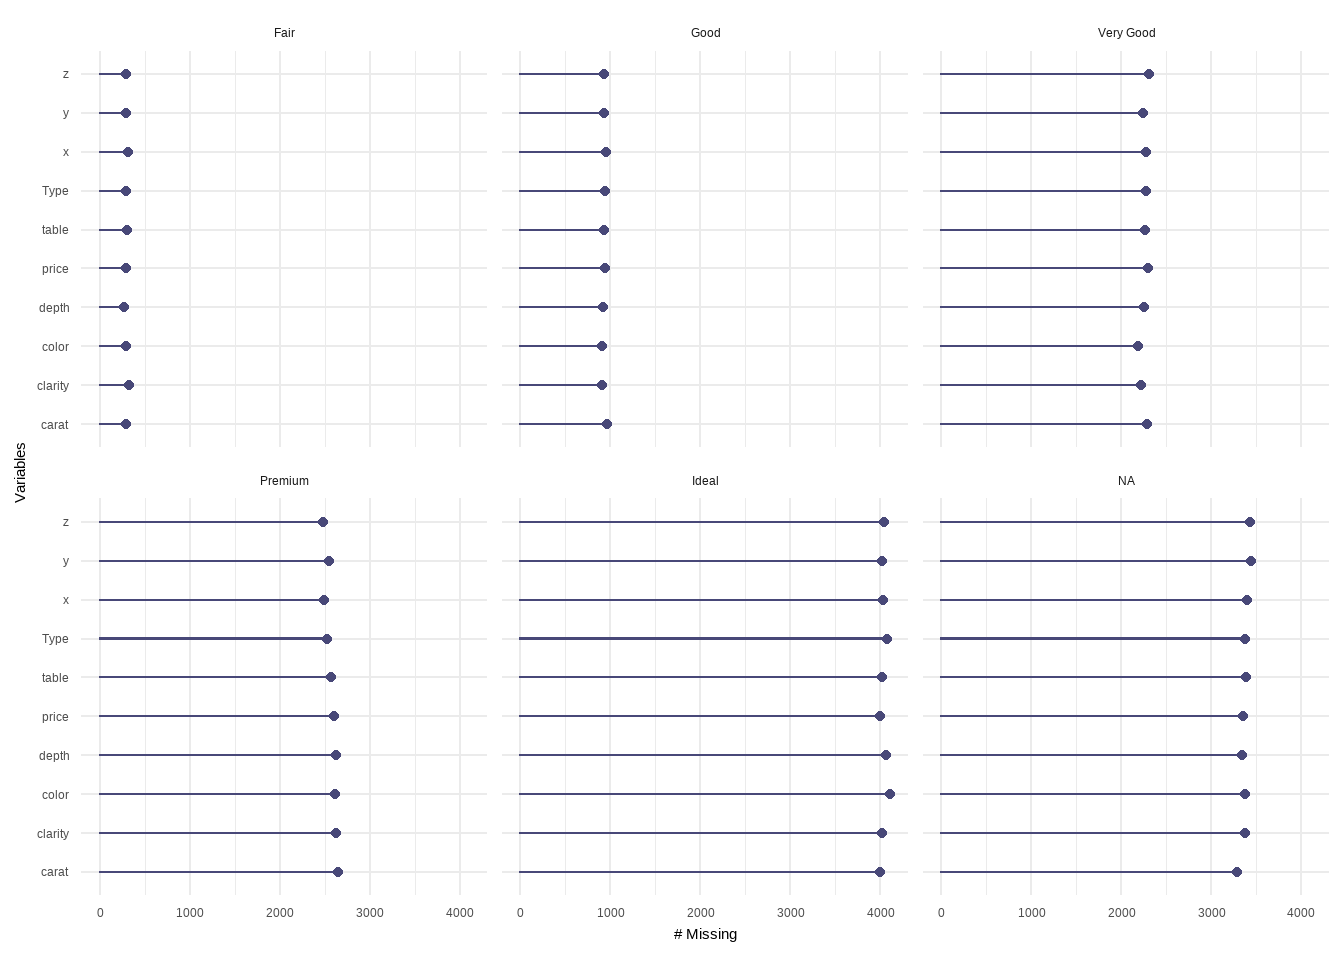 Fair Good Very Good
z
y
x
Type
table
price
depth
color
clarity
carat
Variables
Premium Ideal NA
z
y
x
Type
table
price
depth
color
clarity
carat
0 1000 2000 3000 4000 0 1000 2000 3000 4000 0 1000 2000 3000 4000
# Missing